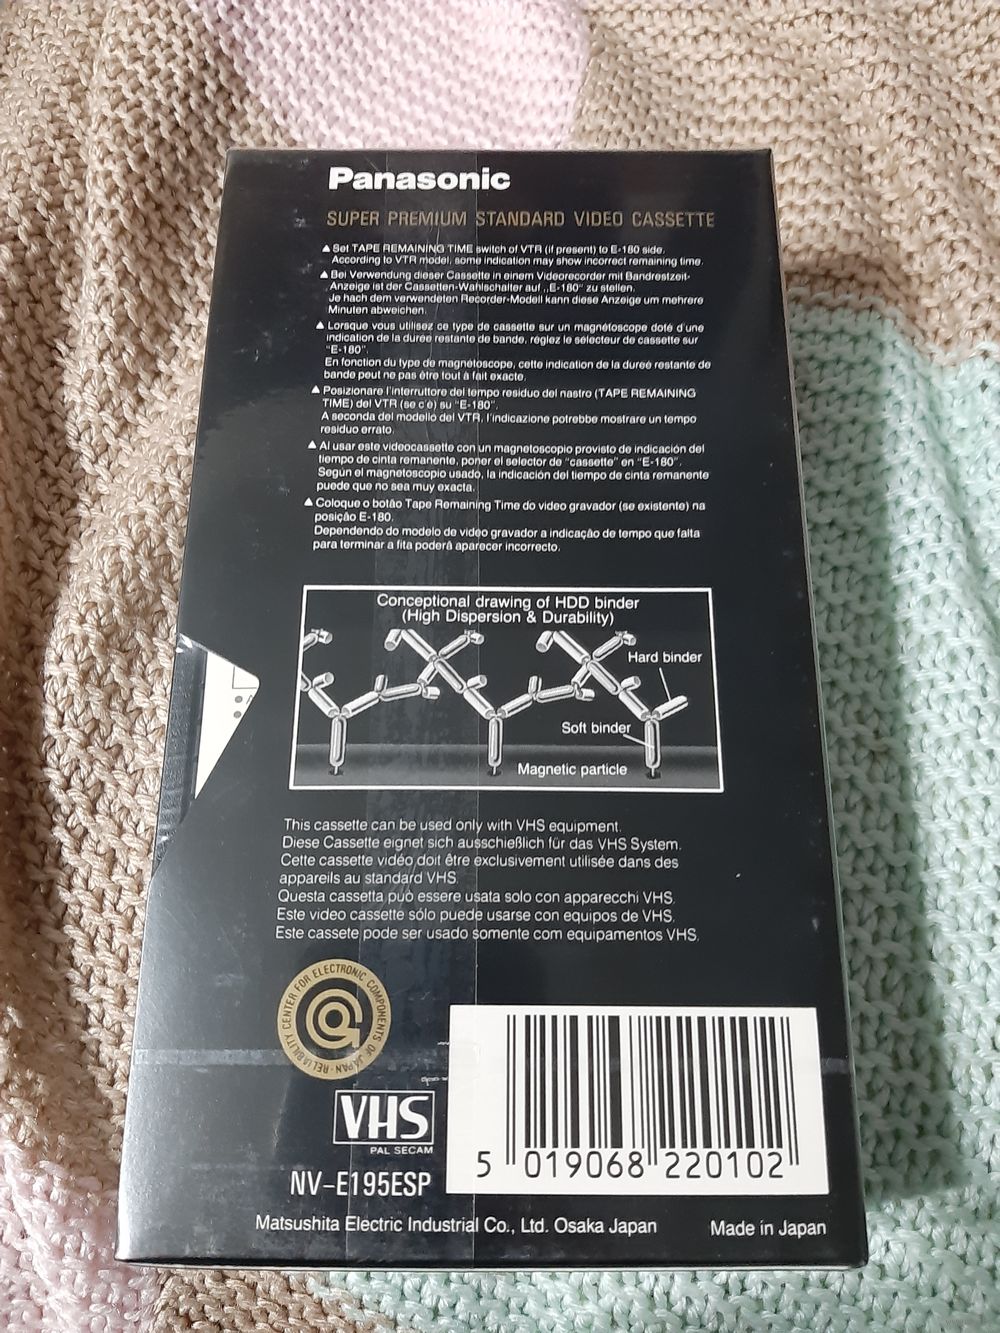 Panasonic
SUPER PREMIUM STANDARD VIDEO CASSETTE
▲ Set TAPE REMAINING TIME switch of VTR (if present) to E-180 side.
According to VTR model, some indication may show incorrect remaining time.
▲ Bei Verwendung dieser Cassette in einem Videorecorder mit Bandrestzeit-
Anzeige ist der Cassetten-Wahlschalter auf „E-180" zu stellen.
Je nach dem verwendeten Recorder-Modell kann diese Anzeige um mehrere
Minuten abweichen.
▲ Lorsque vous utilisez ce type de cassette sur un magnétoscope doté d'une
indication de la durée restante de bande, réglez le sélecteur de cassette sur
"E-180".
En fonction du type de magnétoscope, cette indication de la dureé restante de
bande peut ne pas être tout à fait exacte.
▲ Posizionare l'interruttore del tempo residuo del nastro (TAPE REMAINING
TIME) del VTR (se c'è) su "E-180".
A seconda del modello del VTR, l'indicazione potrebbe mostrare un tempo
residuo errato.
▲ Al usar este videocassette con un magnetoscopio provisto de indicación del
tiempo de cinta remanente, poner el selector de "cassette" en "E-180".
Según el magnetoscopio usado, la indicación del tiempo de cinta remanente
puede que no sea muy exacta.
▲ Coloque o botão Tape Remaining Time do video gravador (se existente) na
posição E-180.
Dependendo do modelo de video gravador a indicação de tempo que falta
para terminar a fita poderá aparecer incorrecto.
Conceptional drawing of HDD binder
(High Dispersion & Durability)
Hard binder
Soft binder
Magnetic particle
This cassette can be used only with VHS equipment.
Diese Cassette eignet sich ausschießlich für das VHS System.
Cette cassette vidéo doit être exclusivement utilisée dans des
appareils au standard VHS.
Questa cassetta può essere usata solo con apparecchi VHS.
Este video cassette sólo puede usarse con equipos de VHS.
Este cassete pode ser usado somente com equipamentos VHS.
RELIABILITY CENTER FOR ELECTRONIC COMPONENTS OF JAPAN
VHS
PAL SECAM
NV-E195ESP
5 019068 220102
Matsushita Electric Industrial Co., Ltd. Osaka Japan Made in Japan